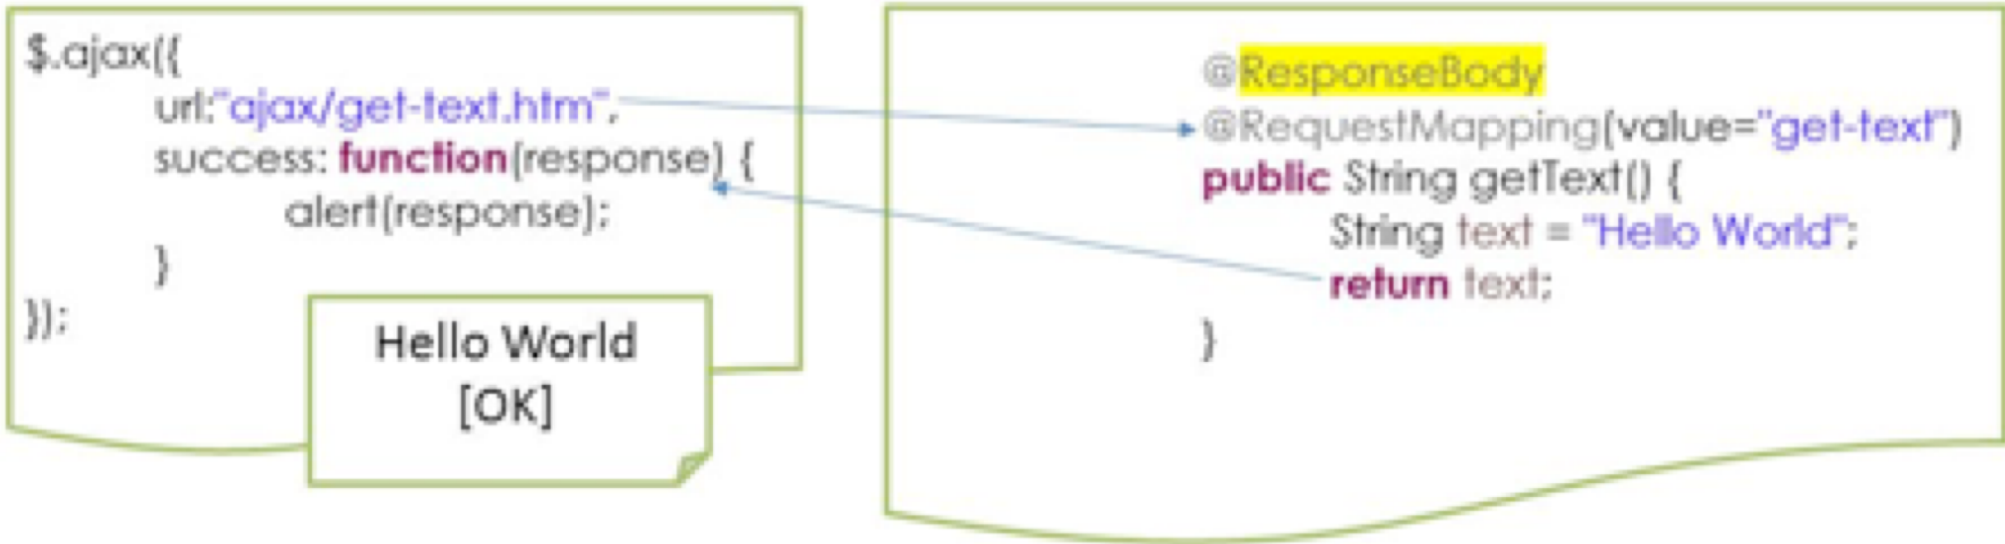 $.ajax({
url:"ajax/get-text.htm",
success: function(response) {
alert(response);
}
});
Hello World
[OK]
@ResponseBody
@RequestMapping(value="get-text")
public String getText() {
String text = "Hello World";
return text;
}